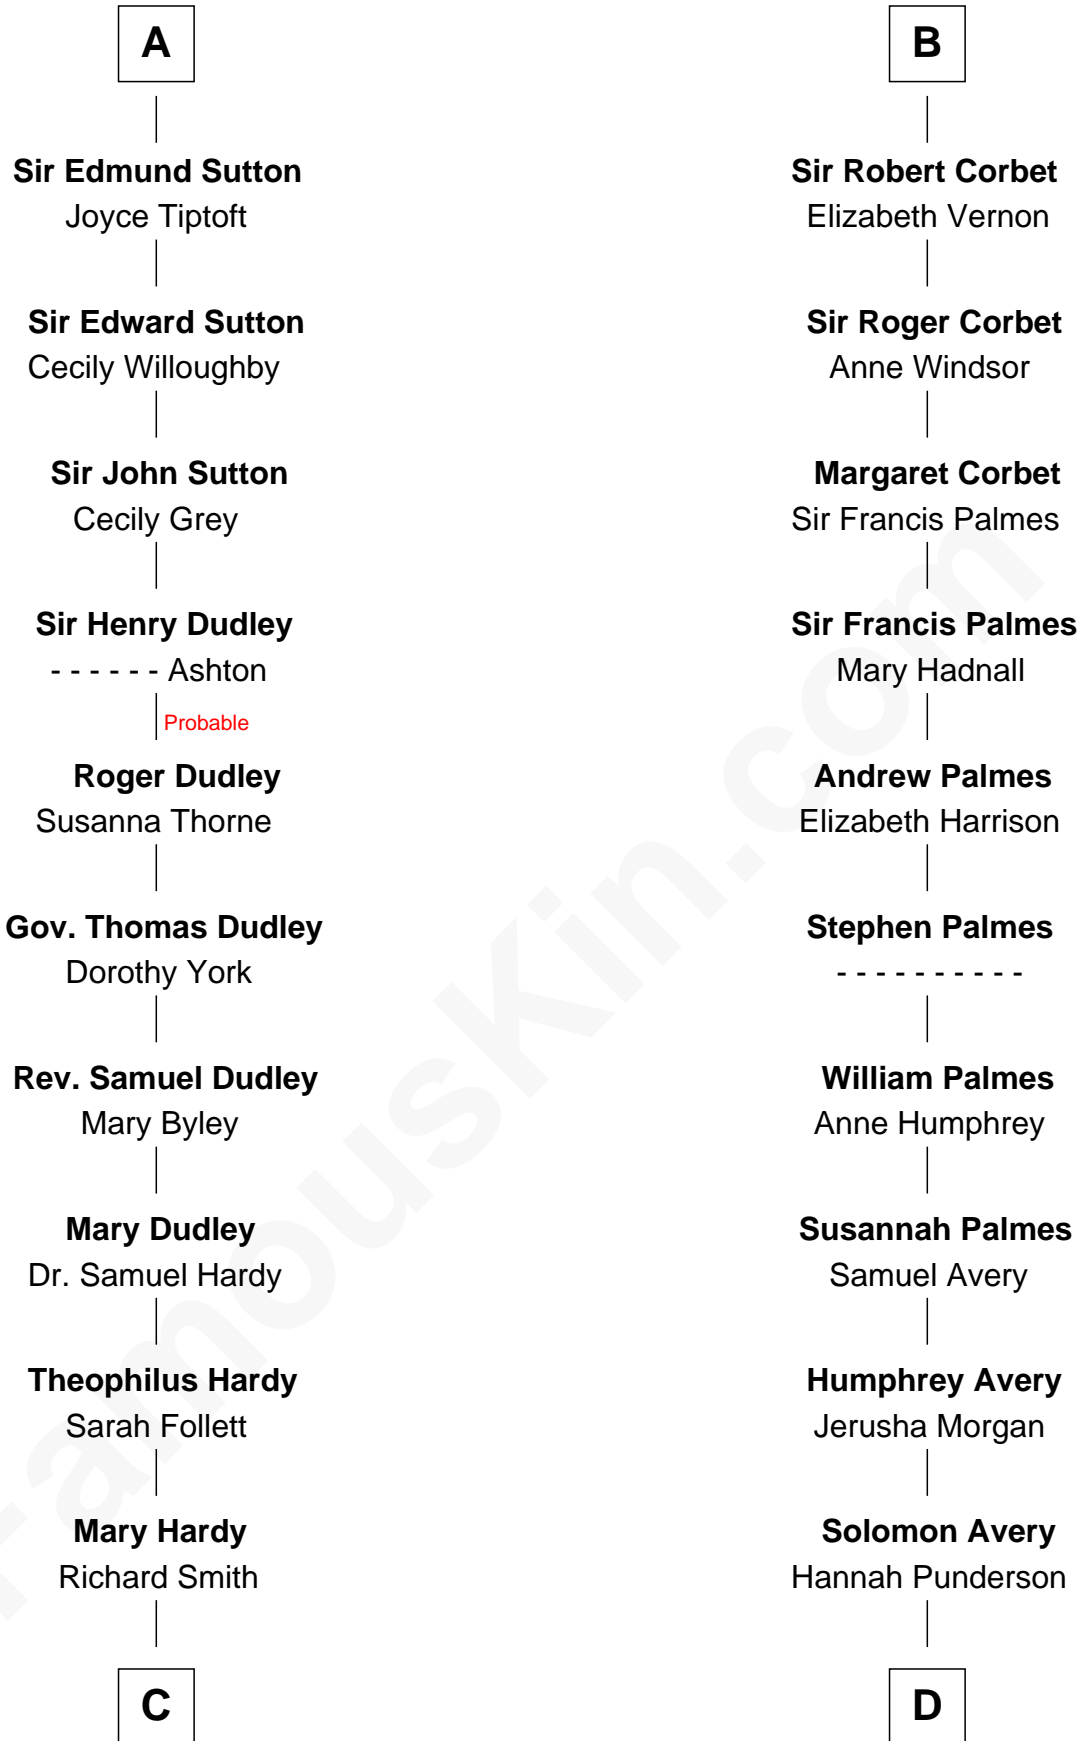 A
Sir Edmund Sutton
Joyce Tiptoft
Sir Edward Sutton
Cecily Willoughby
Sir John Sutton
Cecily Grey
Sir Henry Dudley
- - - - - - Ashton
Probable
Roger Dudley
Susanna Thorne
Gov. Thomas Dudley
Dorothy York
Rev. Samuel Dudley
Mary Byley
Mary Dudley
Dr. Samuel Hardy
Theophilus Hardy
Sarah Follett
Mary Hardy
Richard Smith
C
B
Sir Robert Corbet
Elizabeth Vernon
Sir Roger Corbet
Anne Windsor
Margaret Corbet
Sir Francis Palmes
Sir Francis Palmes
Mary Hadnall
Andrew Palmes
Elizabeth Harrison
Stephen Palmes
- - - - - - - - - -
William Palmes
Anne Humphrey
Susannah Palmes
Samuel Avery
Humphrey Avery
Jerusha Morgan
Solomon Avery
Hannah Punderson
D
FamousKin.com